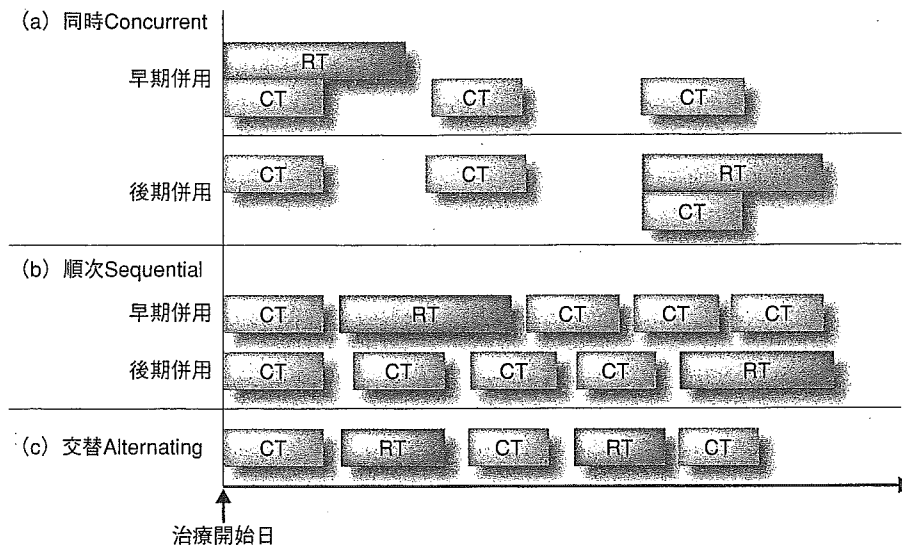 (a) 同時Concurrent
早期併用
RT
CT CT CT
後期併用
CT CT RT
CT
(b) 順次Sequential
早期併用 CT RT CT CT CT
後期併用 CT CT CT CT RT
(c) 交替Alternating CT RT CT RT CT
治療開始日